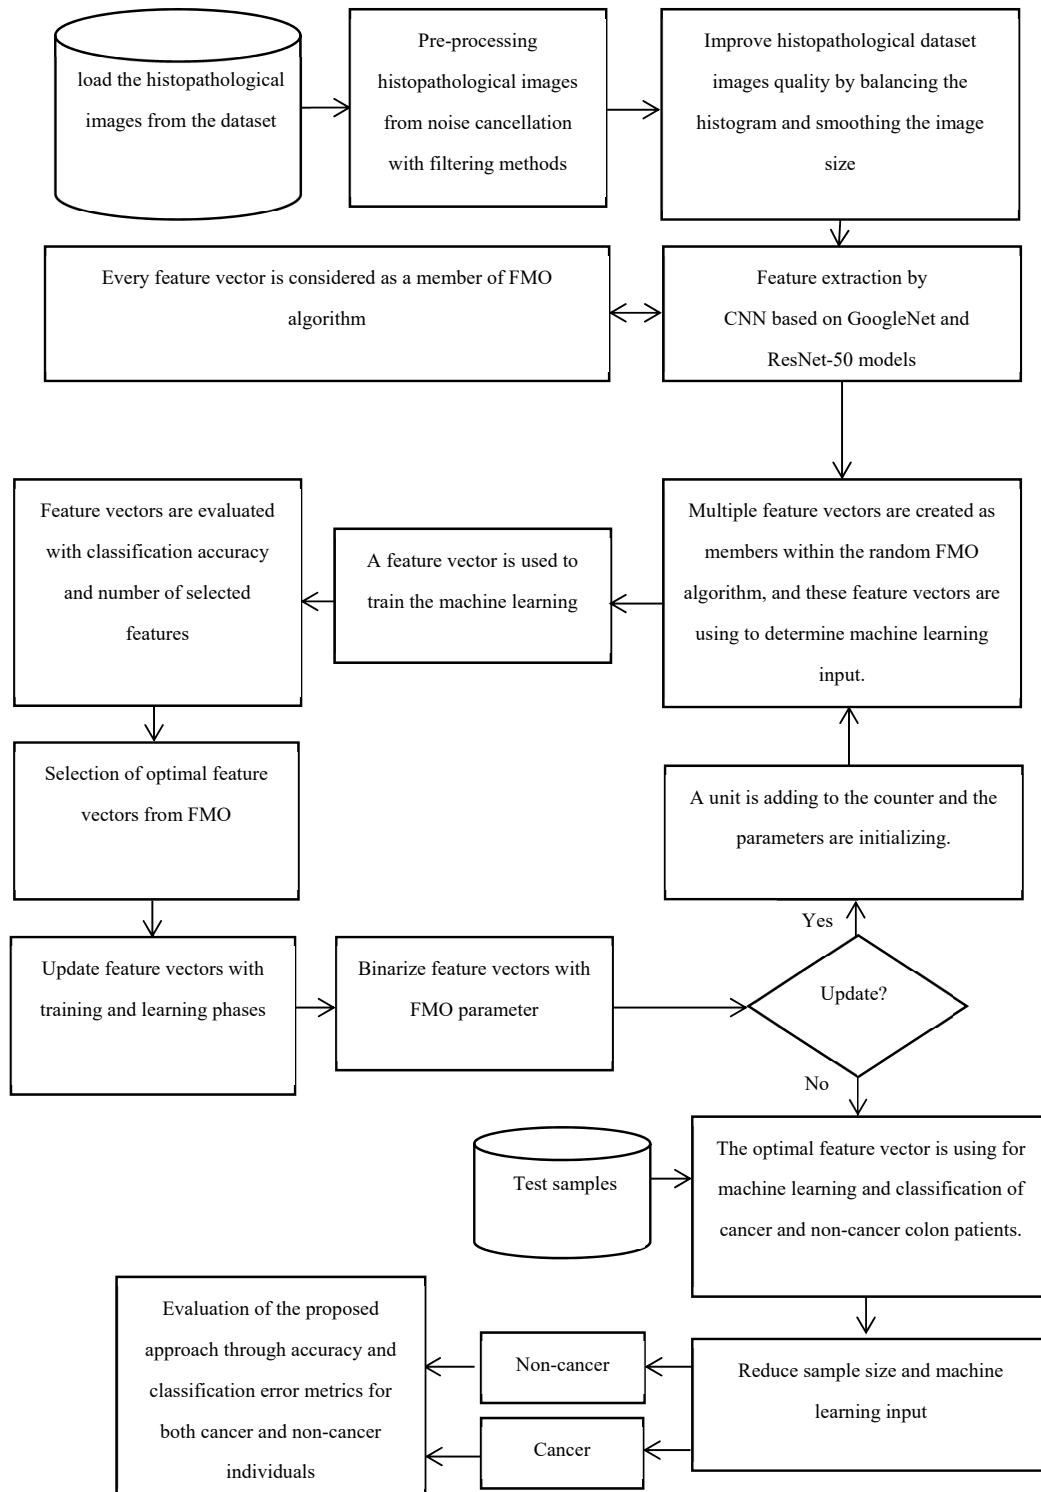 load the histopathological
images from the dataset
Pre-processing
histopathological images
from noise cancellation
with filtering methods
Improve histopathological dataset
images quality by balancing the
histogram and smoothing the image
size
Every feature vector is considered as a member of FMO
algorithm
Feature extraction by
CNN based on GoogleNet and
ResNet-50 models
Feature vectors are evaluated
with classification accuracy
and number of selected
features
A feature vector is used to
train the machine learning
Multiple feature vectors are created as
members within the random FMO
algorithm, and these feature vectors are
using to determine machine learning
input.
Selection of optimal feature
vectors from FMO
A unit is adding to the counter and the
parameters are initializing.
Yes
Update feature vectors with
training and learning phases
Binarize feature vectors with
FMO parameter
Update?
No
Test samples
The optimal feature vector is using for
machine learning and classification of
cancer and non-cancer colon patients.
Evaluation of the proposed
approach through accuracy and
classification error metrics for
both cancer and non-cancer
individuals
Non-cancer
Cancer
Reduce sample size and machine
learning input